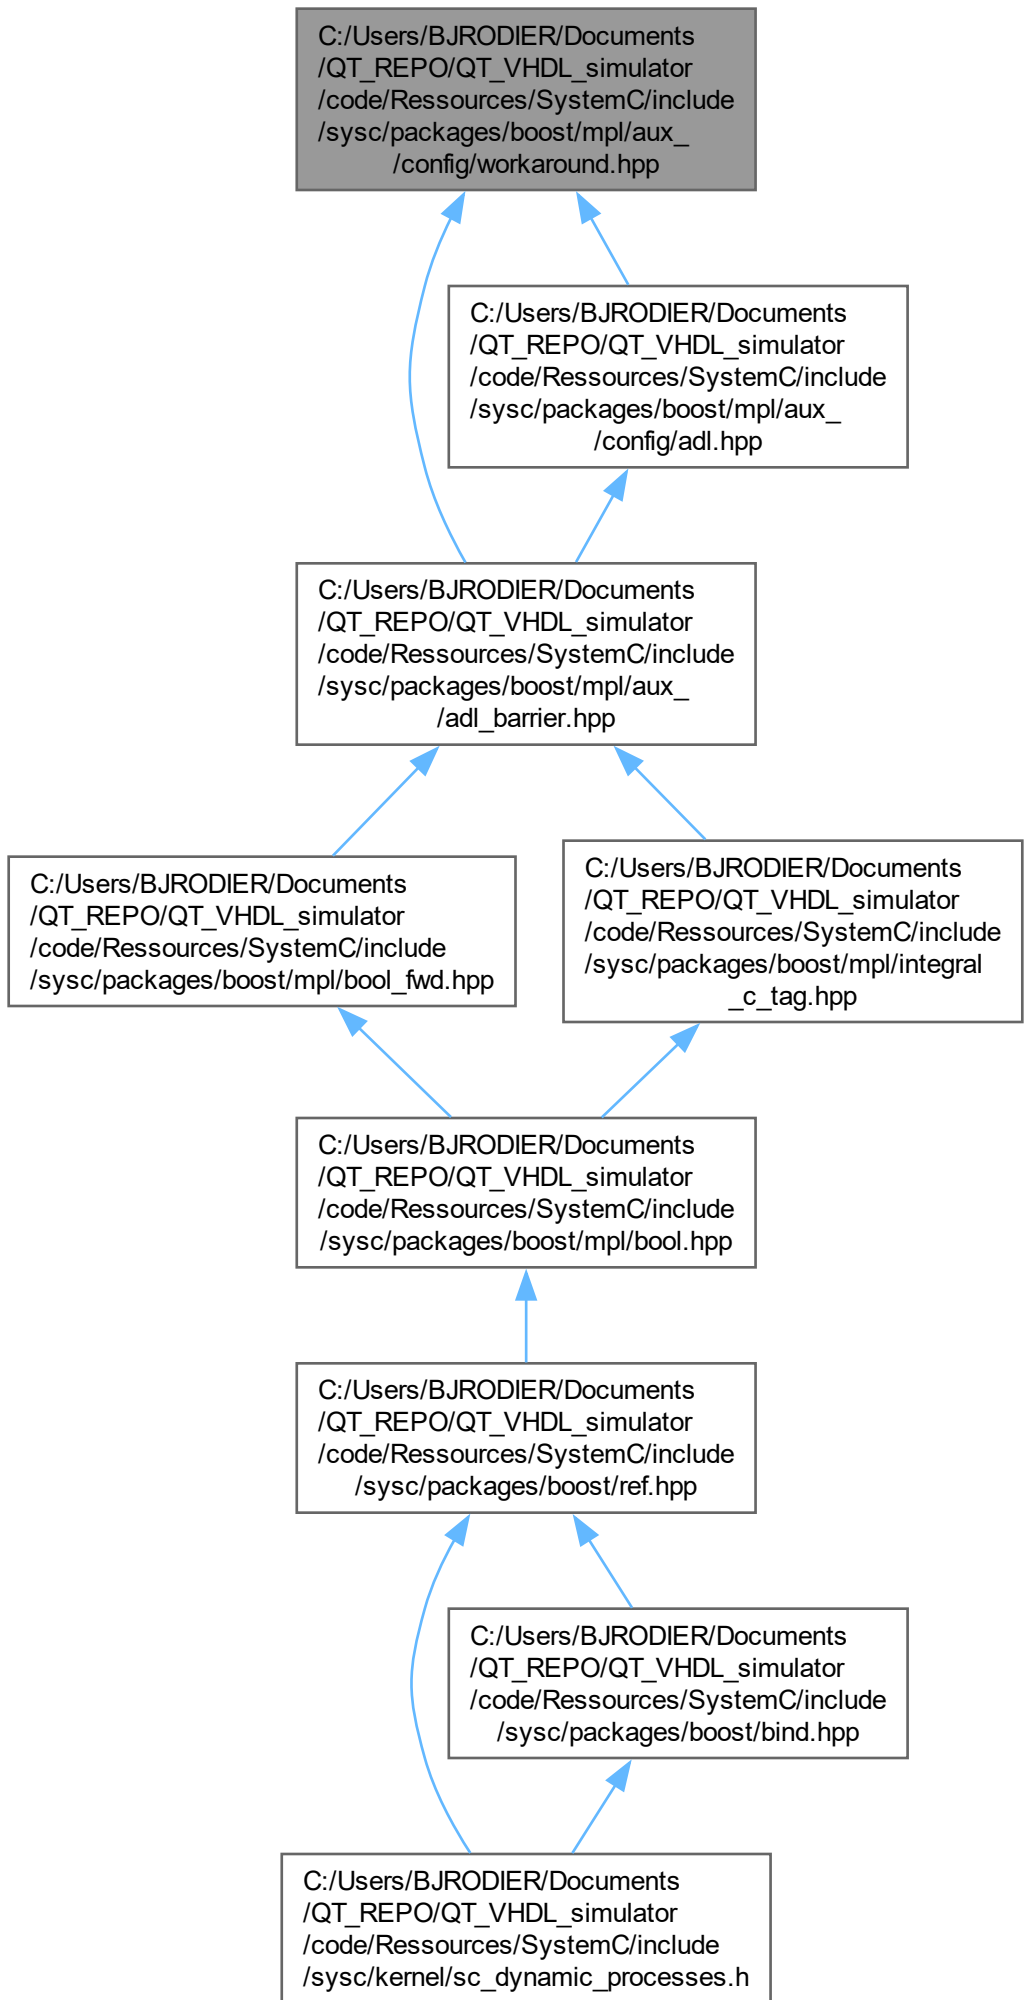 C:/Users/BJRODIER/Documents
/QT_REPO/QT_VHDL_simulator
/code/Ressources/SystemC/include
/sysc/packages/boost/mpl/aux_
/config/workaround.hpp
C:/Users/BJRODIER/Documents
/QT_REPO/QT_VHDL_simulator
/code/Ressources/SystemC/include
/sysc/packages/boost/mpl/aux_
/config/adl.hpp
C:/Users/BJRODIER/Documents
/QT_REPO/QT_VHDL_simulator
/code/Ressources/SystemC/include
/sysc/packages/boost/mpl/aux_
/adl_barrier.hpp
C:/Users/BJRODIER/Documents
/QT_REPO/QT_VHDL_simulator
/code/Ressources/SystemC/include
/sysc/packages/boost/mpl/bool_fwd.hpp
C:/Users/BJRODIER/Documents
/QT_REPO/QT_VHDL_simulator
/code/Ressources/SystemC/include
/sysc/packages/boost/mpl/integral
_c_tag.hpp
C:/Users/BJRODIER/Documents
/QT_REPO/QT_VHDL_simulator
/code/Ressources/SystemC/include
/sysc/packages/boost/mpl/bool.hpp
C:/Users/BJRODIER/Documents
/QT_REPO/QT_VHDL_simulator
/code/Ressources/SystemC/include
/sysc/packages/boost/ref.hpp
C:/Users/BJRODIER/Documents
/QT_REPO/QT_VHDL_simulator
/code/Ressources/SystemC/include
/sysc/packages/boost/bind.hpp
C:/Users/BJRODIER/Documents
/QT_REPO/QT_VHDL_simulator
/code/Ressources/SystemC/include
/sysc/kernel/sc_dynamic_processes.h